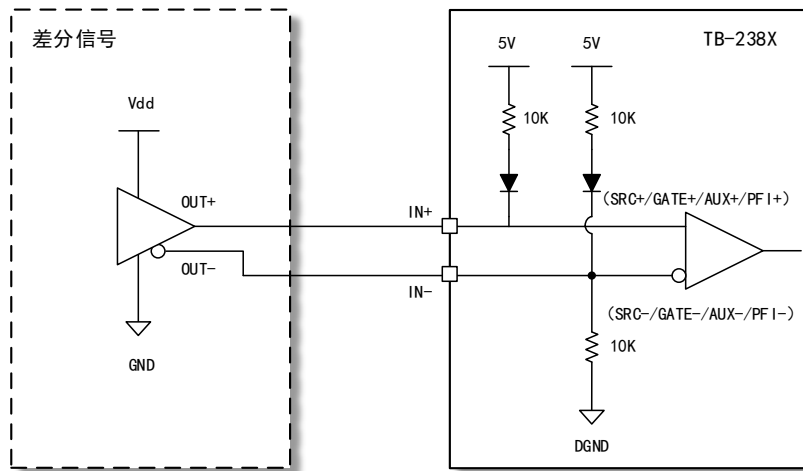 差分信号
Vdd
OUT+
OUT-
GND
IN+
IN-
5V
5V
TB-238X
10K
10K
(SRC+/GATE+/AUX+/PFI+)
(SRC-/GATE-/AUX-/PFI-)
10K
DGND